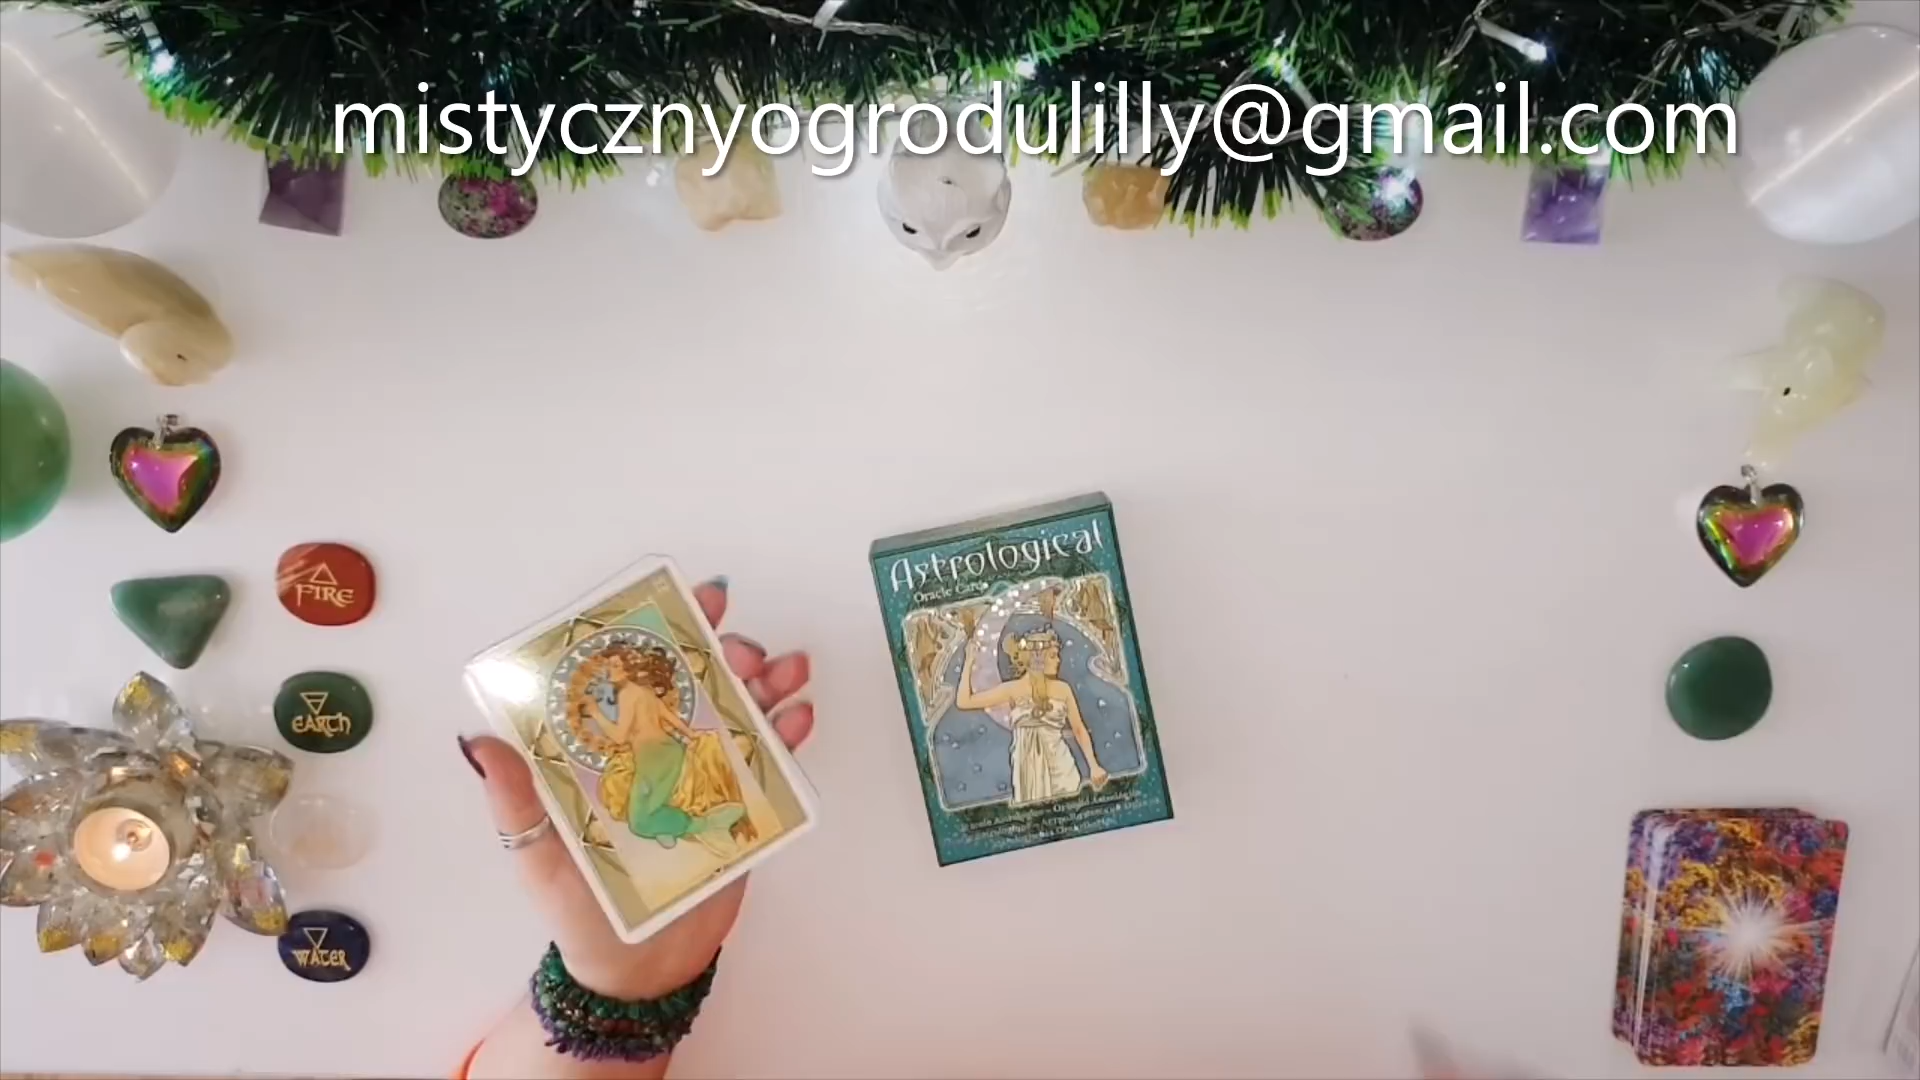 mistycznyogrodulilly@gmail.com
Astrological
Oracle Cards
FIRE
EARTH
WATER